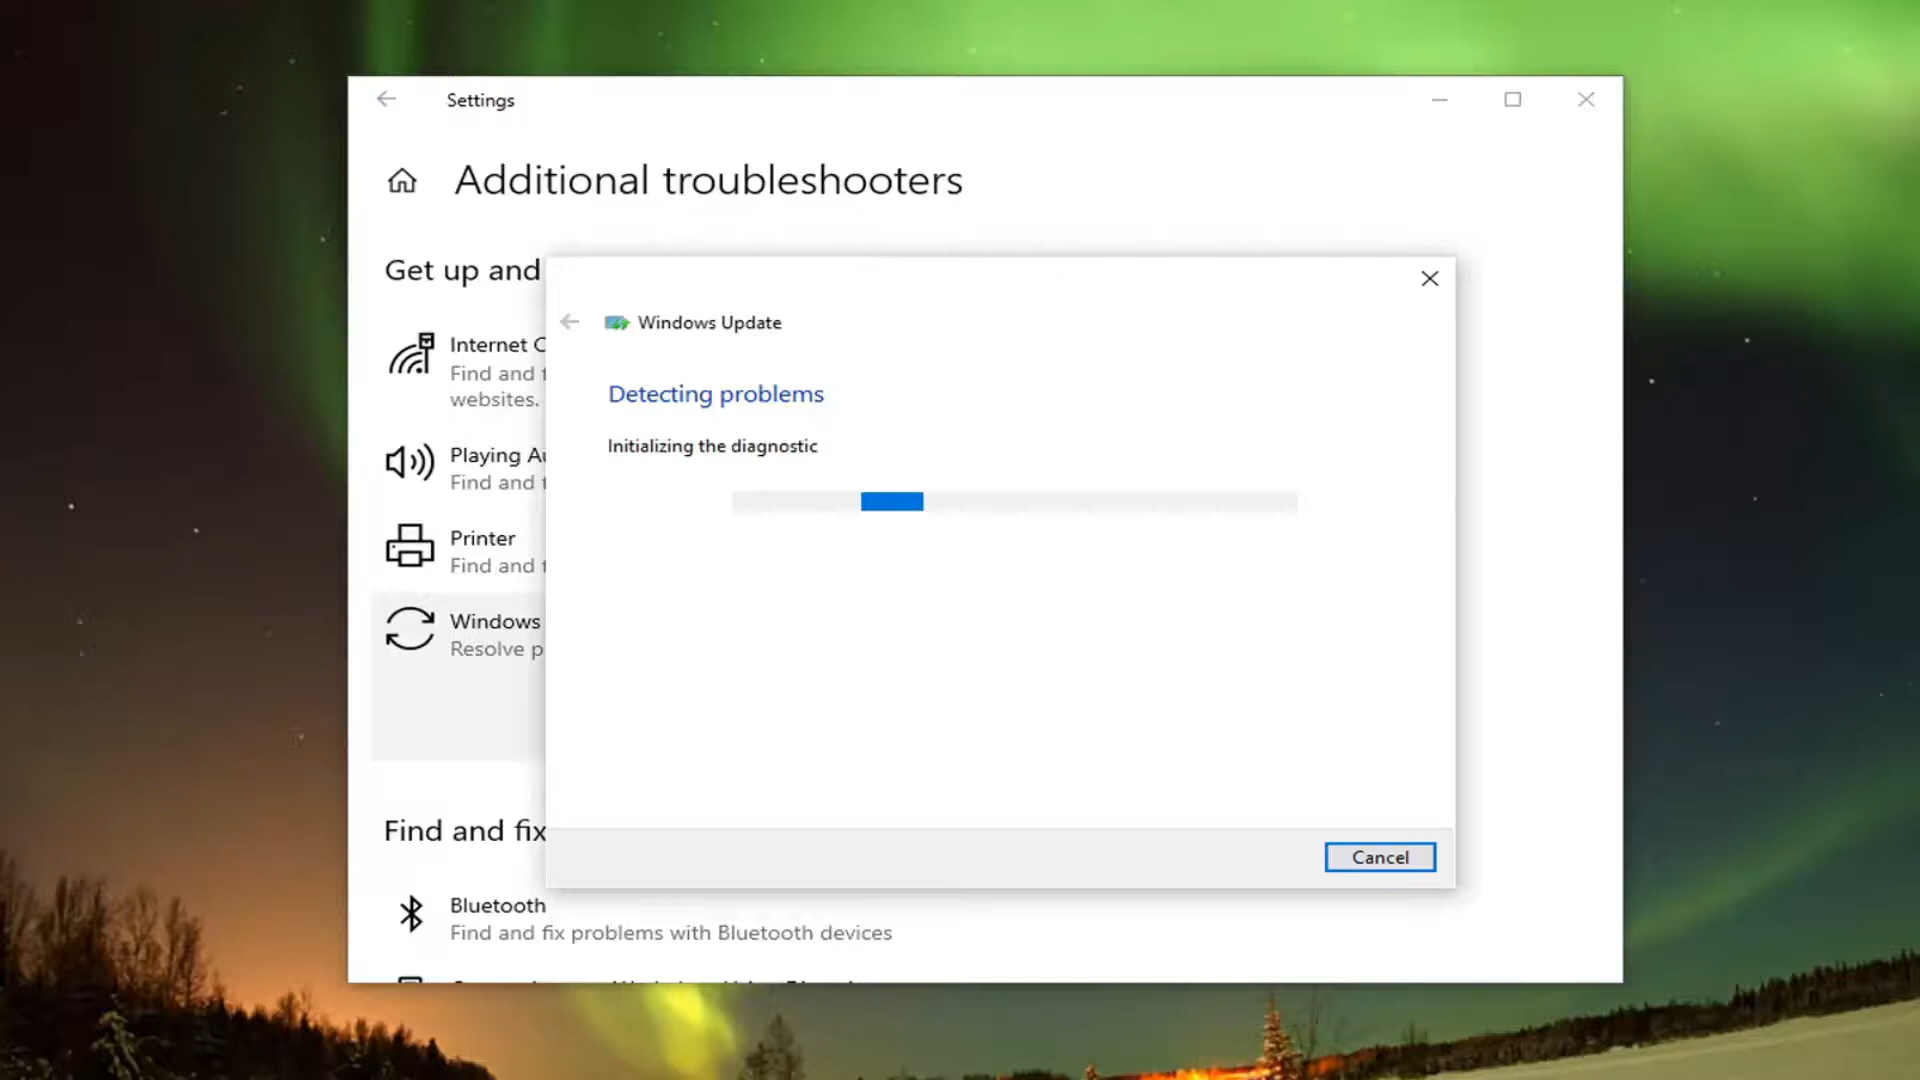 Settings
Additional troubleshooters
Get up and
Internet
Find and
websites.
Playing
Find and
Printer
Find and
Windows
Resolve
Find and fix
Bluetooth
Find and fix problems with Bluetooth devices
Windows Update
Detecting problems
Initializing the diagnostic
Cancel